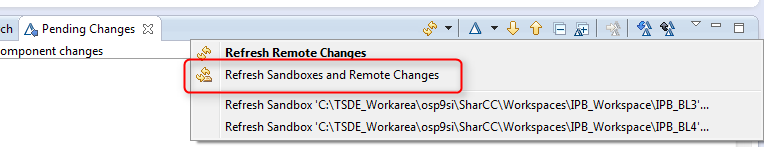 ch Pending Changes
omponent changes
Refresh Remote Changes
Refresh Sandboxes and Remote Changes
Refresh Sandbox 'C:\TSDE_Workarea\osp9si\SharCC\Workspaces\IPB_Workspace\IPB_BL3'...
Refresh Sandbox 'C:\TSDE_Workarea\osp9si\SharCC\Workspaces\IPB_Workspace\IPB_BL4'...